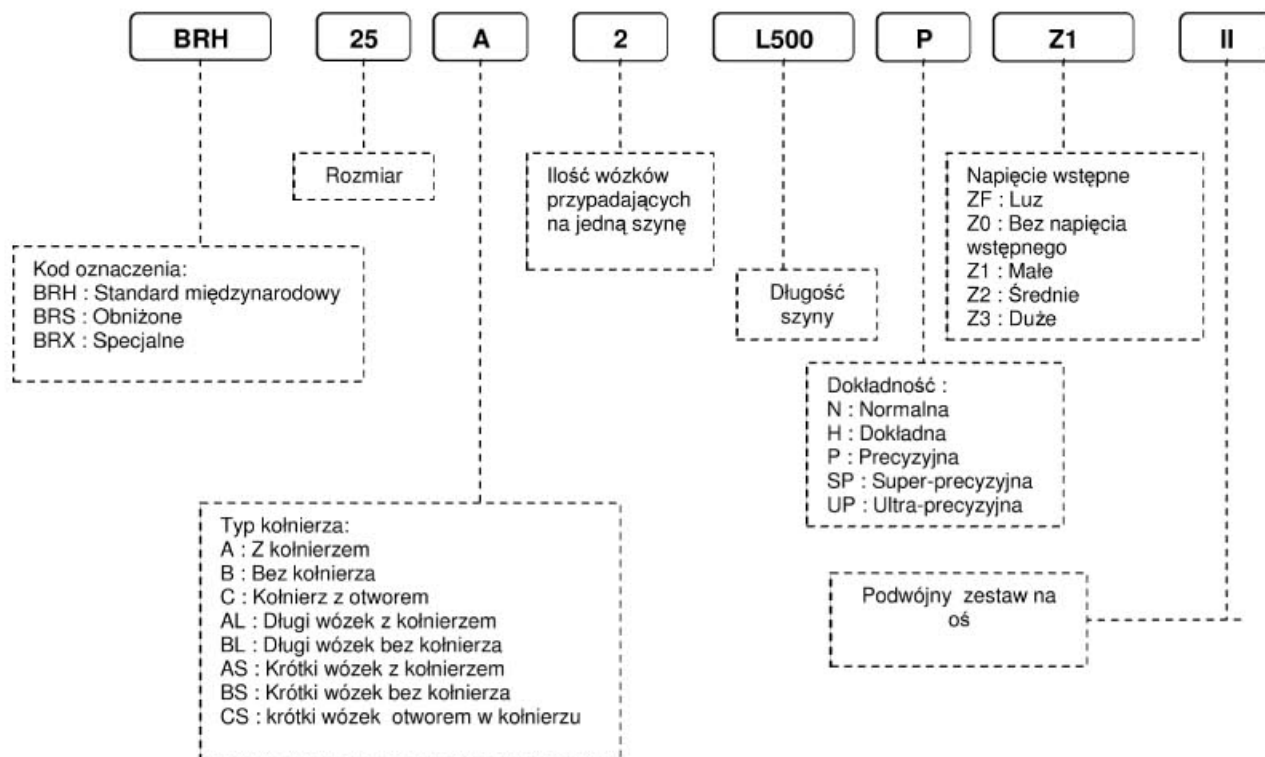 BRH 25 A 2 L500 P Z1 II
Rozmiar
Ilość wózków
przypadających
na jedną szynę
Napięcie wstępne
ZF : Luz
Z0 : Bez napięcia
wstępnego
Z1 : Małe
Z2 : Średnie
Z3 : Duże
Kod oznaczenia:
BRH : Standard międzynarodowy
BRS : Obniżone
BRX : Specjalne
Długość
szyny
Dokładność :
N : Normalna
H : Dokładna
P : Precyzyjna
SP : Super-precyzyjna
UP : Ultra-precyzyjna
Typ kołnierza:
A : Z kołnierzem
B : Bez kołnierza
C : Kołnierz z otworem
AL : Długi wózek z kołnierzem
BL : Długi wózek bez kołnierza
AS : Krótki wózek z kołnierzem
BS : Krótki wózek bez kołnierza
CS : krótki wózek otworem w kołnierzu
Podwójny zestaw na
oś